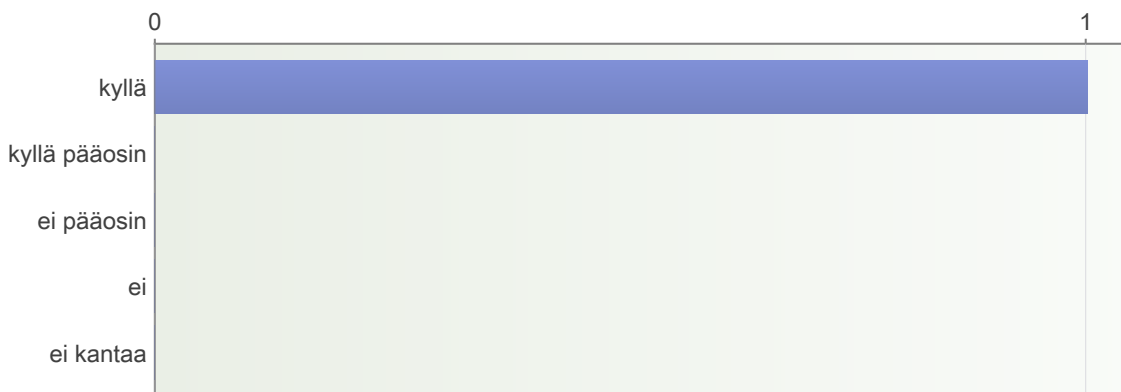 0 1
kyllä
kyllä pääosin
ei pääosin
ei
ei kantaa